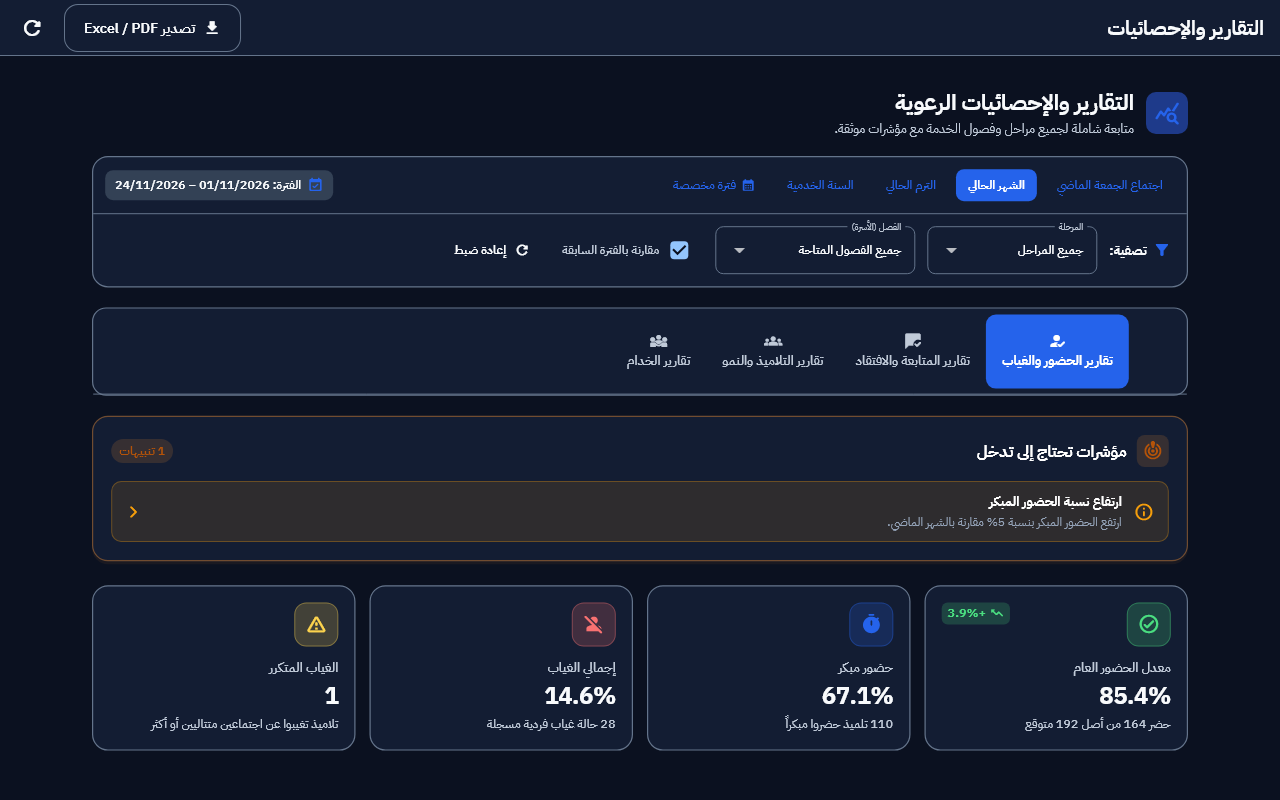 التقارير والإحصائيات
تصدير Excel / PDF
التقارير والإحصائيات الرعوية
متابعة شاملة لجميع مراحل وفصول الخدمة مع مؤشرات موثقة.
اجتماع الجمعة الماضي
الشهر الحالي
الترم الحالي
السنة الخدمية
فترة مخصصة
الفترة: 01/11/2026 – 24/11/2026
تصفية:
المرحلة
جميع المراحل
الفصل (الأسرة)
جميع الفصول المتاحة
مقارنة بالفترة السابقة
إعادة ضبط
تقارير الحضور والغياب
تقارير المتابعة والافتقاد
تقارير التلاميذ والنمو
تقارير الخدام
مؤشرات تحتاج إلى تدخل
1 تنبيهات
ارتفاع نسبة الحضور المبكر
ارتفع الحضور المبكر بنسبة 5% مقارنة بالشهر الماضي.
3.9%+
معدل الحضور العام
85.4%
حضر 164 من أصل 192 متوقع
حضور مبكر
67.1%
110 تلميذ حضروا مبكراً
إجمالي الغياب
14.6%
28 حالة غياب فردية مسجلة
الغياب المتكرر
1
تلاميذ تغيبوا عن اجتماعين متتاليين أو أكثر